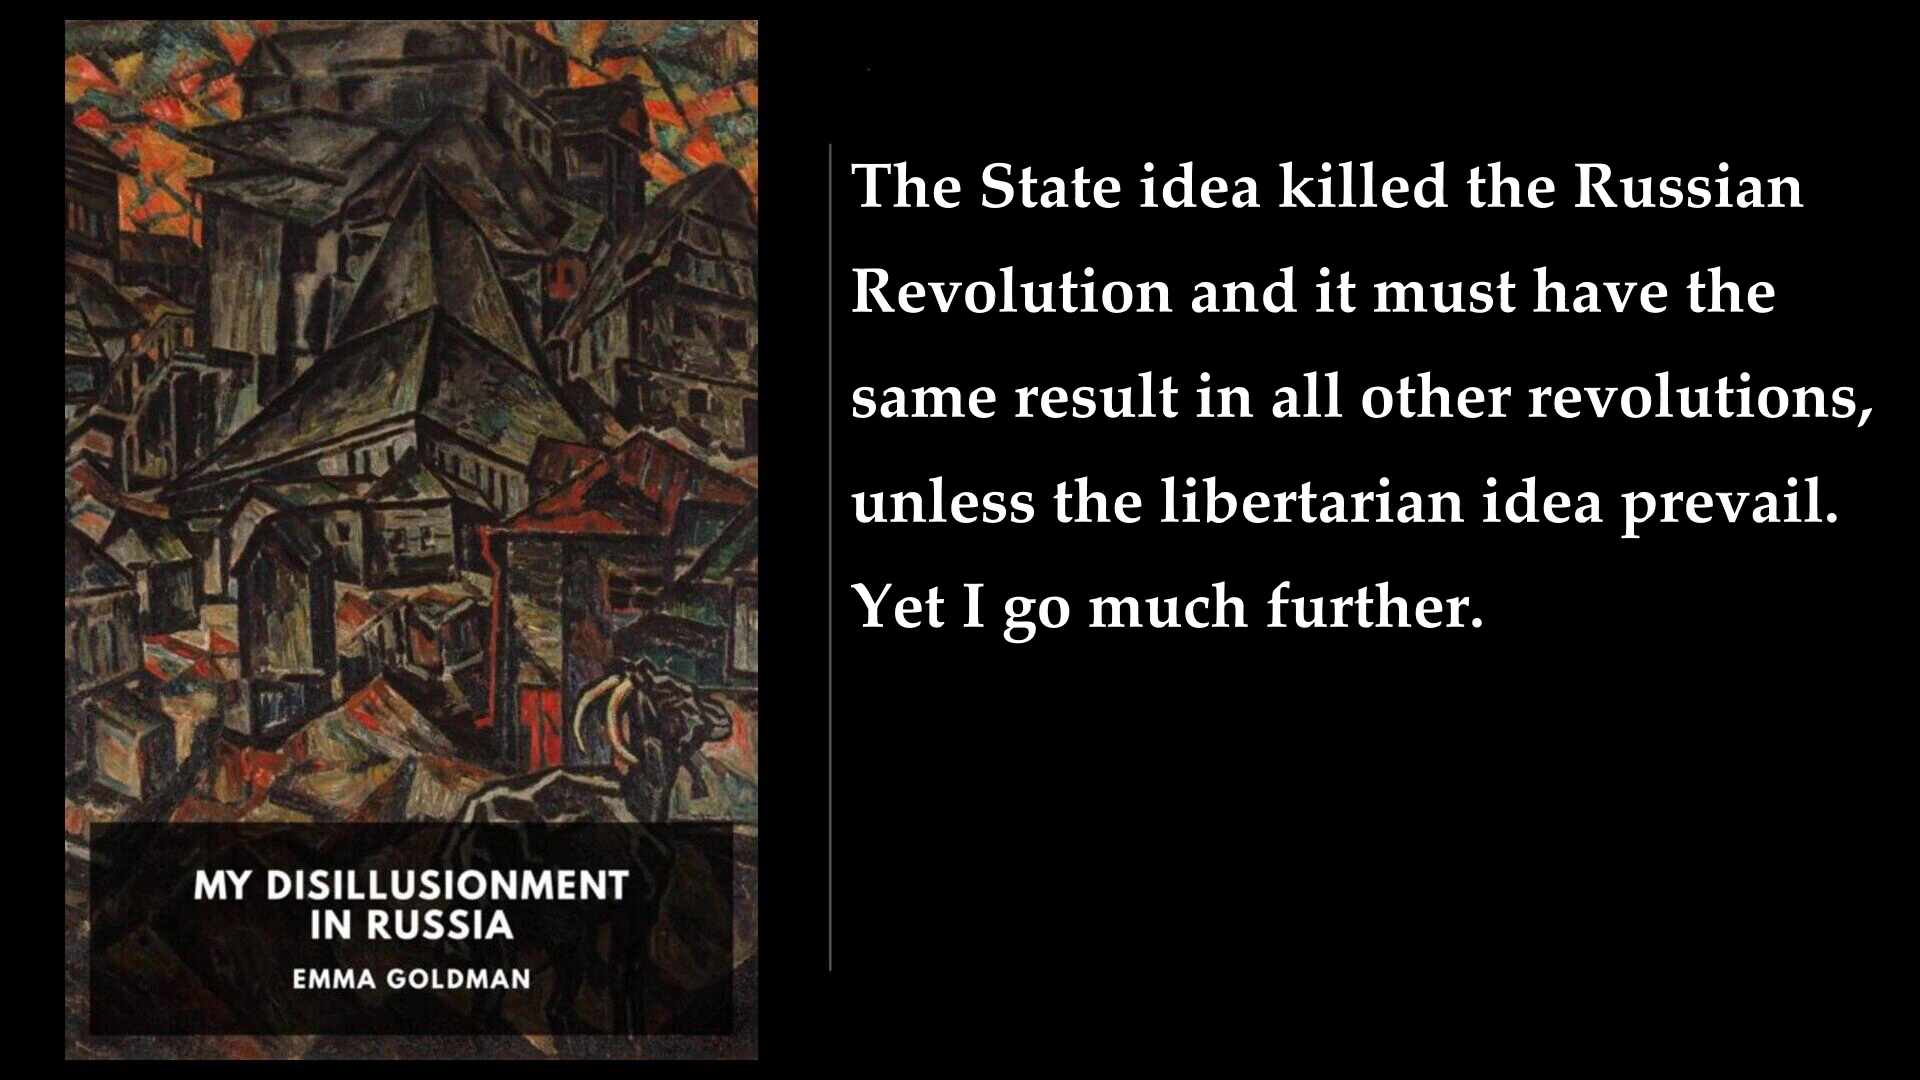 The State idea killed the Russian
Revolution and it must have the
same result in all other revolutions,
unless the libertarian idea prevail.
Yet I go much further.
MY DISILLUSIONMENT
IN RUSSIA
EMMA GOLDMAN